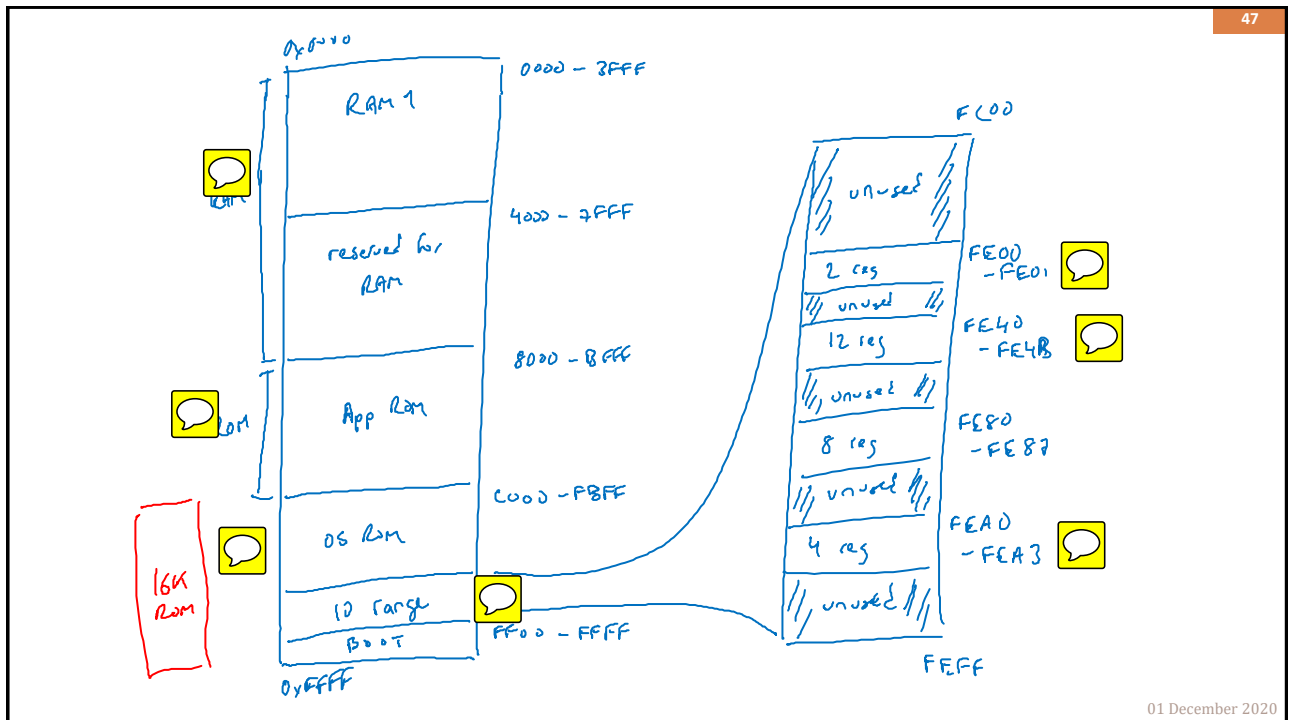 47
0x0000
0000 - 3FFF
RAM 1
RAM
4000 - 7FFF
reserved for
RAM
8000 - BFFF
App ROM
ROM
C000 - FBFF
OS ROM
16K
ROM
IO range
FF00 - FFFF
BOOT
0xFFFF
FC00
unused
FE00
- FE01
2 reg
unused
FE40
- FE4B
12 reg
unused
FE80
- FE87
8 reg
unused
FEA0
- FEA3
4 reg
unused
FEFF
01 December 2020